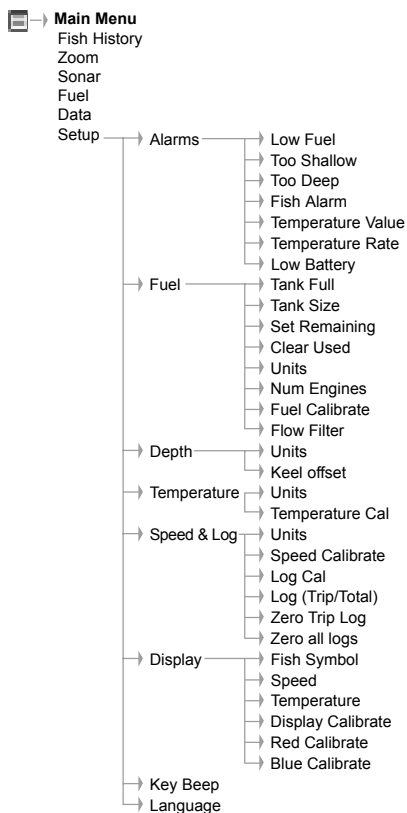 Main Menu
Fish History
Zoom
Sonar
Fuel
Data
Setup
Alarms
Low Fuel
Too Shallow
Too Deep
Fish Alarm
Temperature Value
Temperature Rate
Low Battery
Fuel
Tank Full
Tank Size
Set Remaining
Clear Used
Units
Num Engines
Fuel Calibrate
Flow Filter
Depth
Units
Keel offset
Temperature
Units
Temperature Cal
Speed & Log
Units
Speed Calibrate
Log Cal
Log (Trip/Total)
Zero Trip Log
Zero all logs
Display
Fish Symbol
Speed
Temperature
Display Calibrate
Red Calibrate
Blue Calibrate
Key Beep
Language